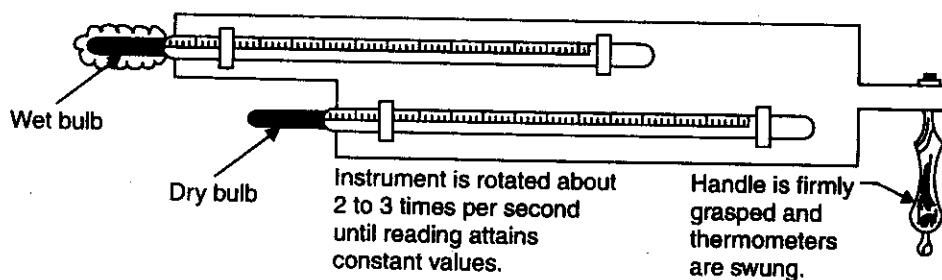 Wet bulb
Dry bulb
Instrument is rotated about
2 to 3 times per second
until reading attains
constant values.
Handle is firmly
grasped and
thermometers
are swung.